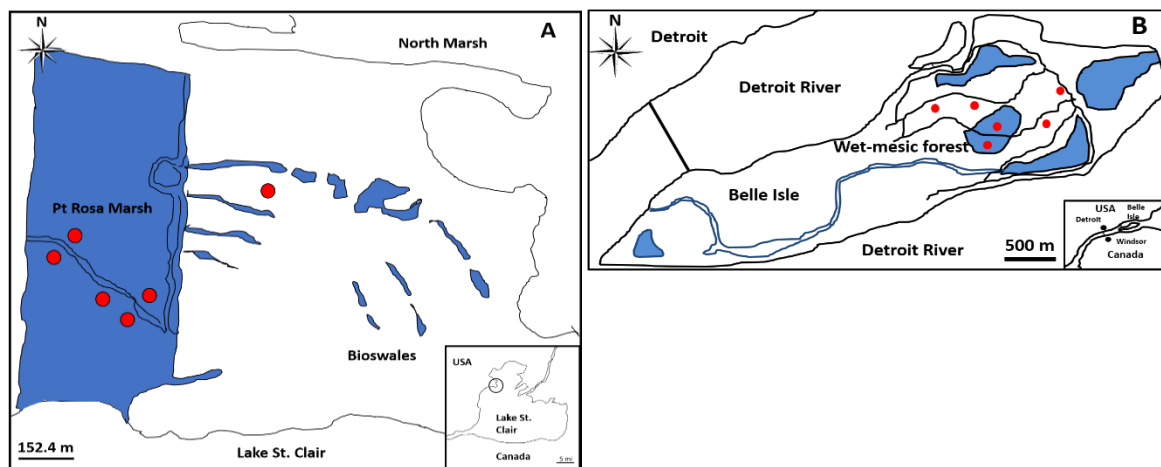 N
A
North Marsh
Pt Rosa Marsh
Bioswales
152.4 m
Lake St. Clair
USA
Lake St.
Clair
Canada
5 mi
N
B
Detroit
Detroit River
Wet-mesic forest
Belle Isle
Detroit River
500 m
USA
Belle
Isle
Detroit
Windsor
Canada